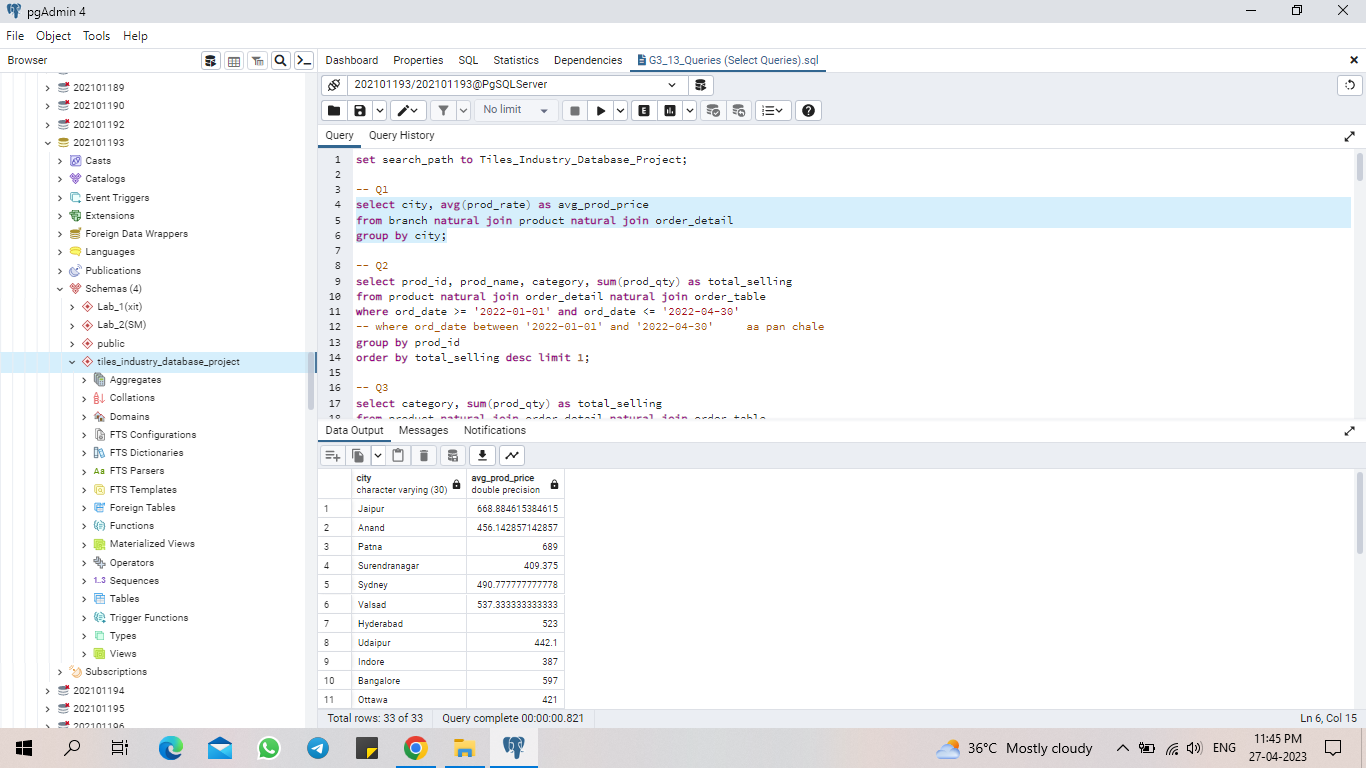 pgAdmin 4
File Object Tools Help
Browser
202101189
202101190
202101192
202101193
Casts
Catalogs
Event Triggers
Extensions
Foreign Data Wrappers
Languages
Publications
Schemas (4)
Lab_1(xit)
Lab_2(SM)
public
tiles_industry_database_project
Aggregates
Collations
Domains
FTS Configurations
FTS Dictionaries
Aa FTS Parsers
FTS Templates
Foreign Tables
Functions
Materialized Views
Operators
1..3 Sequences
Tables
Trigger Functions
Types
Views
Subscriptions
202101194
202101195
202101196
Dashboard Properties SQL Statistics Dependencies G3_13_Queries (Select Queries).sql
202101193/202101193@PgSQLServer
No limit E
Query Query History
1 set search_path to Tiles_Industry_Database_Project;
2
3 -- Q1
4 select city, avg(prod_rate) as avg_prod_price
5 from branch natural join product natural join order_detail
6 group by city;
7
8 -- Q2
9 select prod_id, prod_name, category, sum(prod_qty) as total_selling
10 from product natural join order_detail natural join order_table
11 where ord_date >= '2022-01-01' and ord_date <= '2022-04-30'
12 -- where ord_date between '2022-01-01' and '2022-04-30' aa pan chale
13 group by prod_id
14 order by total_selling desc limit 1;
15
16 -- Q3
17 select category, sum(prod_qty) as total_selling
18 from product natural join order_detail natural join order_table
Data Output Messages Notifications
city avg_prod_price
character varying (30) double precision
1 Jaipur 668.884615384615
2 Anand 456.142857142857
3 Patna 689
4 Surendranagar 409.375
5 Sydney 490.777777777778
6 Valsad 537.333333333333
7 Hyderabad 523
8 Udaipur 442.1
9 Indore 387
10 Bangalore 597
11 Ottawa 421
Total rows: 33 of 33 Query complete 00:00:00.821 Ln 6, Col 15
36°C Mostly cloudy ENG 11:45 PM
27-04-2023